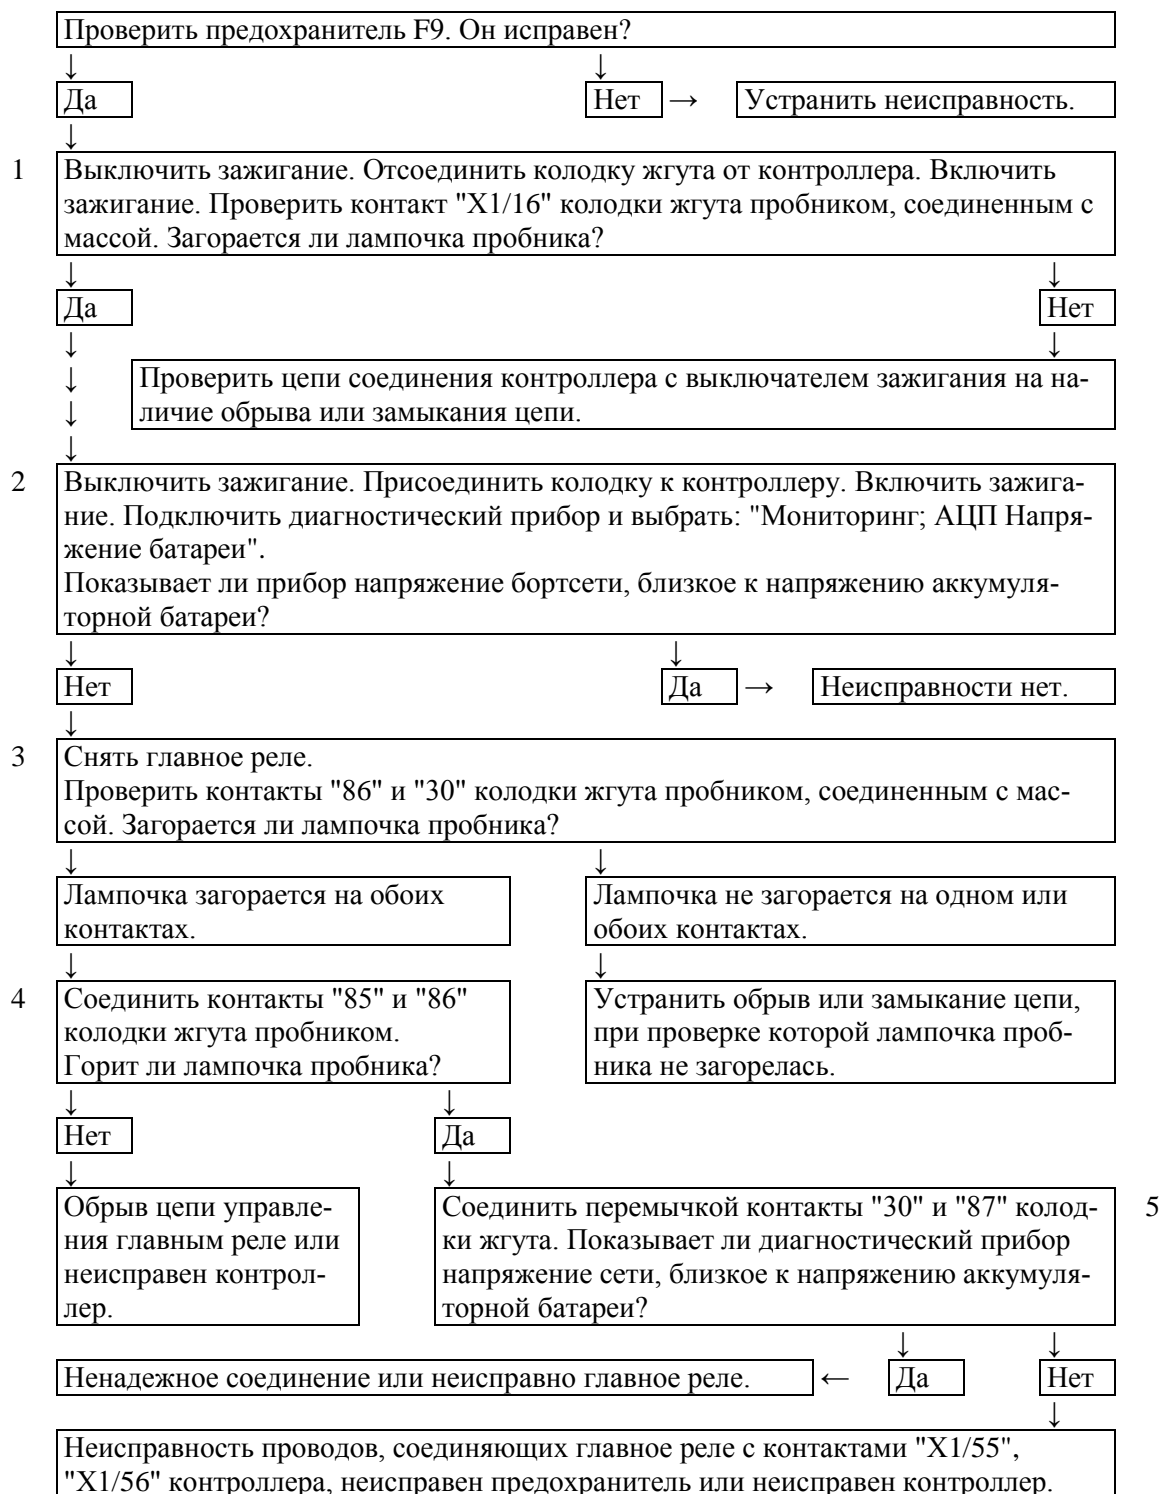 Проверить предохранитель F9. Он исправен?
↓ ↓
Да Нет → Устранить неисправность.
↓
1 Выключить зажигание. Отсоединить колодку жгута от контроллера. Включить
зажигание. Проверить контакт "X1/16" колодки жгута пробником, соединенным с
массой. Загорается ли лампочка пробника?
↓ ↓
Да Нет
↓ ↓
↓ Проверить цепи соединения контроллера с выключателем зажигания на на-
↓ личие обрыва или замыкания цепи.
↓
2 Выключить зажигание. Присоединить колодку к контроллеру. Включить зажига-
ние. Подключить диагностический прибор и выбрать: "Мониторинг; АЦП Напря-
жение батареи".
Показывает ли прибор напряжение бортсети, близкое к напряжению аккумуля-
торной батареи?
↓ ↓
Нет Да → Неисправности нет.
↓
3 Снять главное реле.
Проверить контакты "86" и "30" колодки жгута пробником, соединенным с мас-
сой. Загорается ли лампочка пробника?
↓ ↓
Лампочка загорается на обоих
контактах.
Лампочка не загорается на одном или
обоих контактах.
↓ ↓
4 Соединить контакты "85" и "86"
колодки жгута пробником.
Горит ли лампочка пробника?
Устранить обрыв или замыкание цепи,
при проверке которой лампочка проб-
ника не загорелась.
↓ ↓
Нет Да
↓ ↓
Обрыв цепи управле-
ния главным реле или
неисправен контрол-
лер.
Соединить перемычкой контакты "30" и "87" колод- 5
ки жгута. Показывает ли диагностический прибор
напряжение сети, близкое к напряжению аккумуля-
торной батареи?
↓ ↓
Ненадежное соединение или неисправно главное реле. ← Да Нет
↓
Неисправность проводов, соединяющих главное реле с контактами "X1/55",
"X1/56" контроллера, неисправен предохранитель или неисправен контроллер.